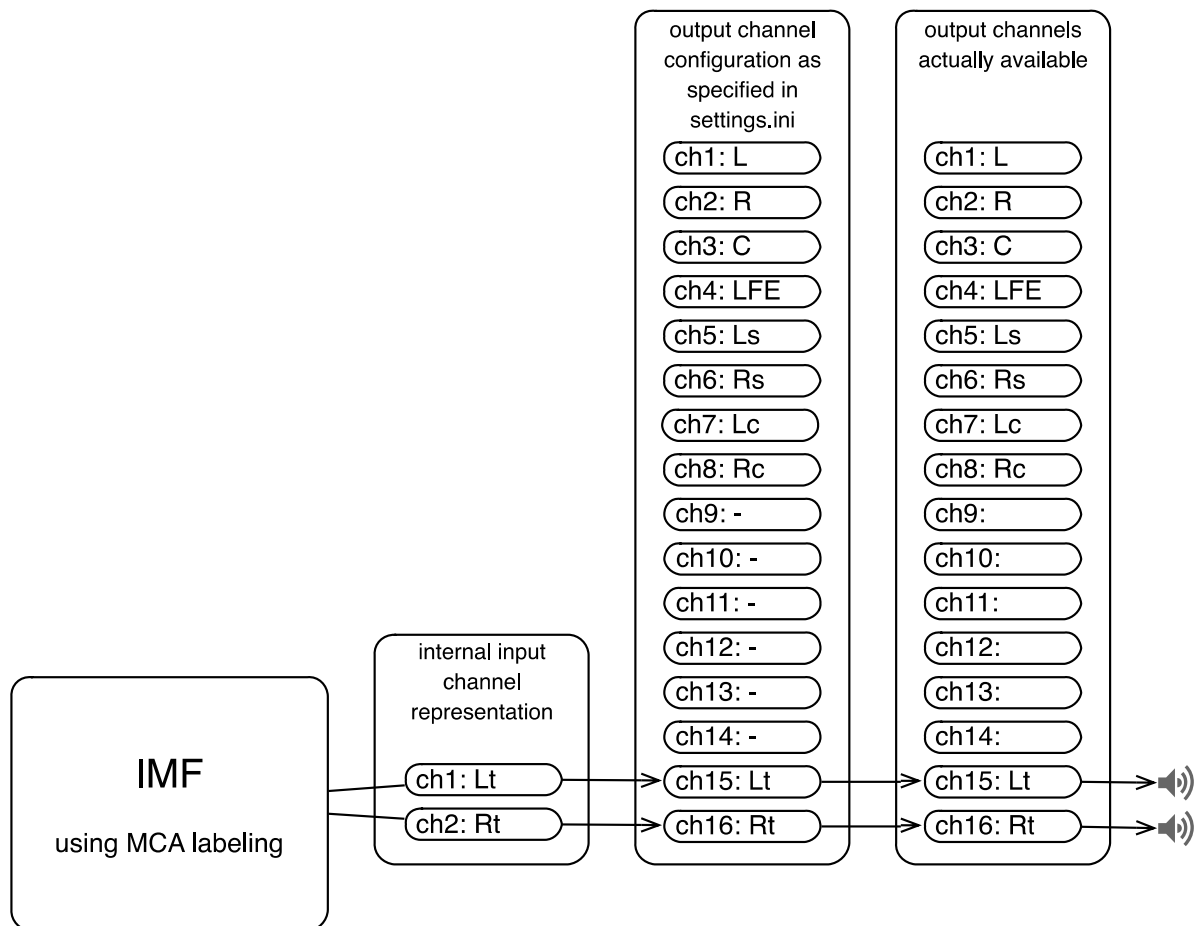 output channel
configuration as
specified in
settings.ini
ch1: L
ch2: R
ch3: C
ch4: LFE
ch5: Ls
ch6: Rs
ch7: Lc
ch8: Rc
ch9: -
ch10: -
ch11: -
ch12: -
ch13: -
ch14: -
ch15: Lt
ch16: Rt
output channels
actually available
ch1: L
ch2: R
ch3: C
ch4: LFE
ch5: Ls
ch6: Rs
ch7: Lc
ch8: Rc
ch9:
ch10:
ch11:
ch12:
ch13:
ch14:
ch15: Lt
ch16: Rt
internal input
channel
representation
ch1: Lt
ch2: Rt
IMF
using MCA labeling